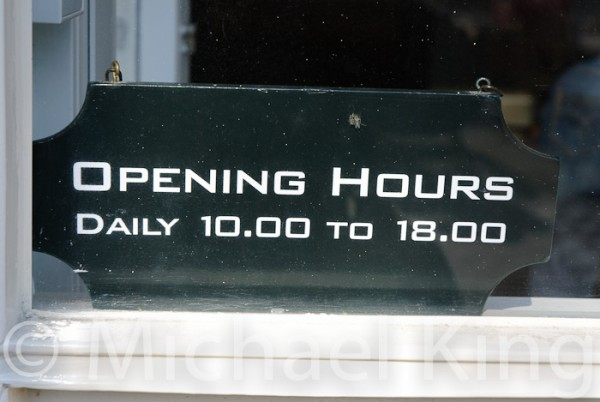 Opening Hours
Daily 10.00 to 18.00
© Michael King